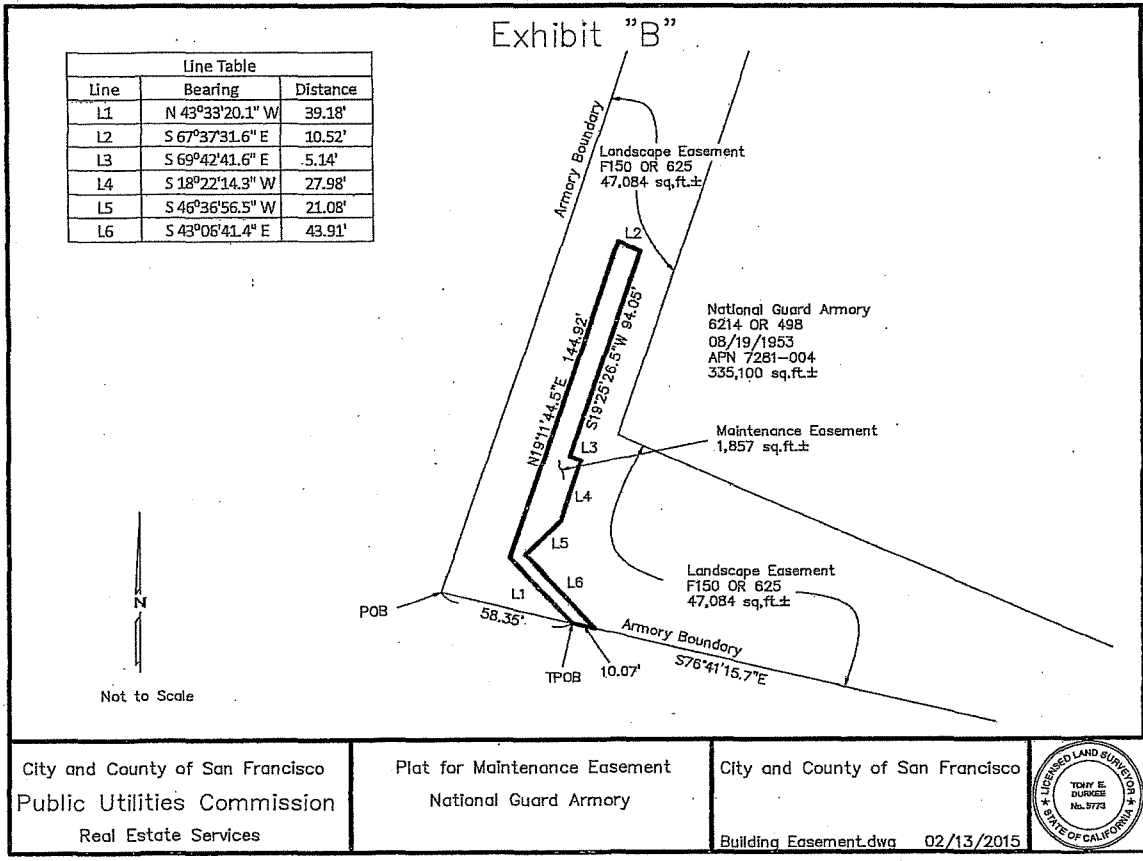 Exhibit "B"
Line Table
Line Bearing Distance
L1 N 43°33'20.1" W 39.18'
L2 S 67°37'31.6" E 10.52'
L3 S 69°42'41.6" E 5.14'
L4 S 18°22'14.3" W 27.98'
L5 S 46°36'56.5" W 21.08'
L6 S 43°06'41.4" E 43.91'
Armory Boundary
Landscape Easement
F150 OR 625
47,084 sq.ft.±
L2
N19°11'44.5"E 144.92'
S19°25'26.5"W 94.05'
National Guard Armory
6214 OR 498
08/19/1953
APN 7281-004
335,100 sq.ft.±
L3
Maintenance Easement
1,857 sq.ft.±
L4
L5
L1
L6
Landscape Easement
F150 OR 625
47,084 sq.ft.±
POB
58.35'
TPOB
10.07'
Armory Boundary
S76°41'15.7"E
N
Not to Scale
City and County of San Francisco
Public Utilities Commission
Real Estate Services
Plat for Maintenance Easement
National Guard Armory
City and County of San Francisco
Building Easement.dwg 02/13/2015
LICENSED LAND SURVEYOR
TONY E.
DURKEE
No. 5773
STATE OF CALIFORNIA